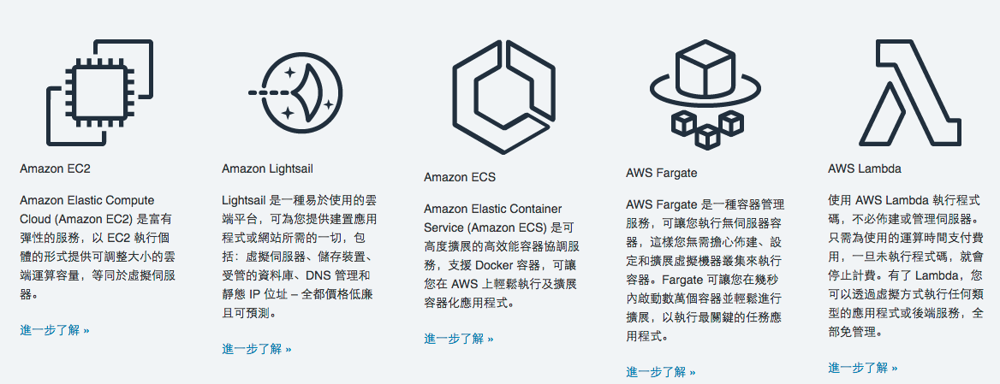 Amazon EC2
Amazon Elastic Compute
Cloud (Amazon EC2) 是富有
彈性的服務，以 EC2 執行個
體的形式提供可調整大小的雲
端運算容量，等同於虛擬伺服
器。
進一步了解 »
Amazon Lightsail
Lightsail 是一種易於使用的雲
端平台，可為您提供建置應用
程式或網站所需的一切，包
括：虛擬伺服器、儲存裝置、
受管的資料庫、DNS 管理和
靜態 IP 位址 – 全都價格低廉
且可預測。
進一步了解 »
Amazon ECS
Amazon Elastic Container
Service (Amazon ECS) 是可
高度擴展的高效能容器協調服
務，支援 Docker 容器，可讓
您在 AWS 上輕鬆執行及擴展
容器化應用程式。
進一步了解 »
AWS Fargate
AWS Fargate 是一種容器管理
服務，可讓您執行無伺服器容
器，這樣您無需擔心佈建、設
定和擴展虛擬機器叢集來執行
容器。Fargate 可讓您在幾秒
內啟動數萬個容器並輕鬆進行
擴展，以執行最關鍵的任務應
用程式。
進一步了解 »
AWS Lambda
使用 AWS Lambda 執行程式
碼，不必佈建或管理伺服器。
只需為使用的運算時間支付費
用，一旦未執行程式碼，就會
停止計費。有了 Lambda，您
可以透過虛擬方式執行任何類
型的應用程式或後端服務，全
部免管理。
進一步了解 »